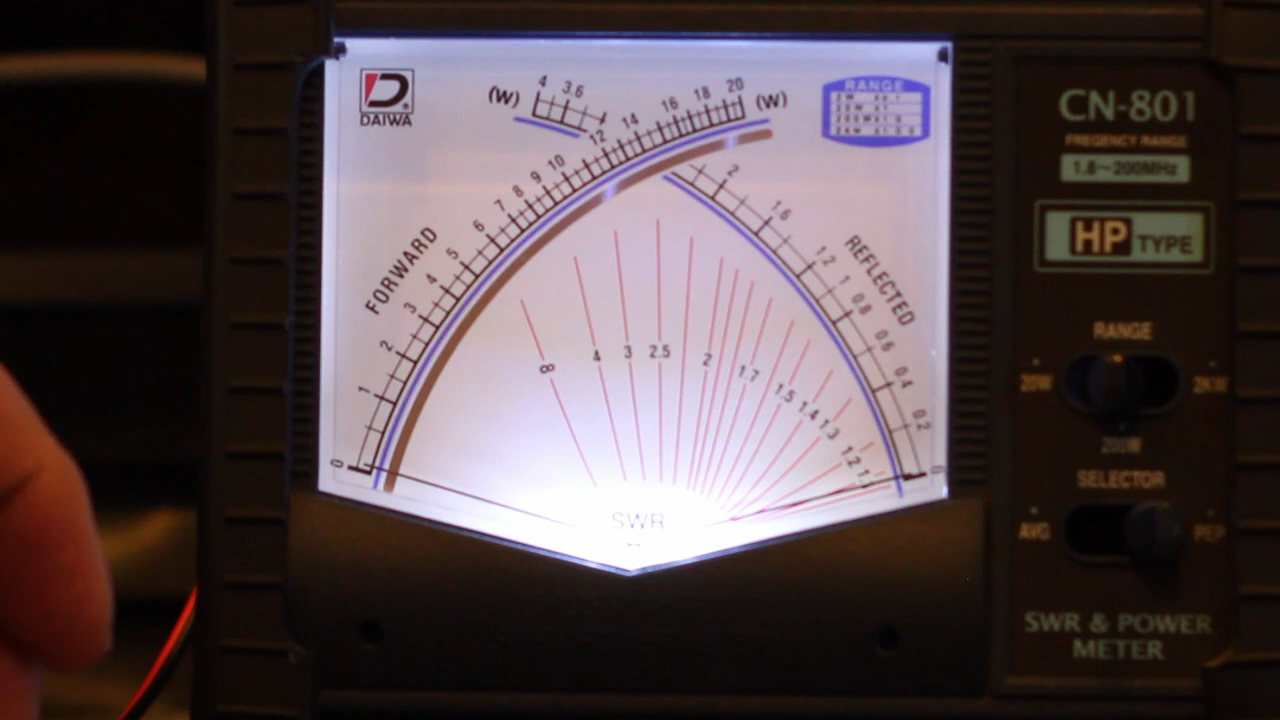 DAIWA
(W) 4 3.6
(W)
FORWARD
0 1 2 3 4 5 6 7 8 9 10 12 14 16 18 20
REFLECTED
2 1.6 1.2 1 0.8 0.6 0.4 0.2 0
8 4 3 2.5 2 1.7 1.5 1.4 1.3 1.2
SWR
RANGE
20W x1
CN-801
FREQENCY RANGE
1.8~200MHz
HP TYPE
RANGE
20W 2KW
200W
SELECTOR
AVG PEP
SWR & POWER
METER